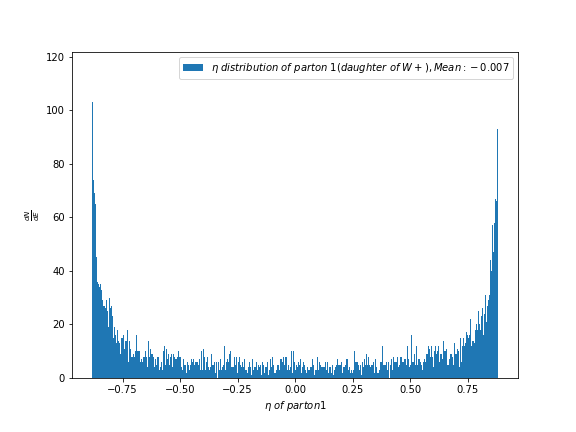 120
100
80
60
40
20
0
η distribution of parton 1(daughter of W+), Mean: −0.007
dN
dE
−0.75 −0.50 −0.25 0.00 0.25 0.50 0.75
η of parton1